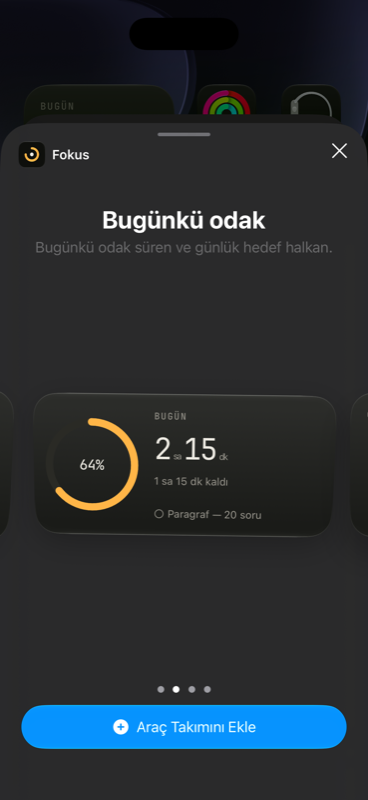 BUGÜN
Fokus
Bugünkü odak
Bugünkü odak süren ve günlük hedef halkan.
64%
BUGÜN
2 sa 15 dk
1 sa 15 dk kaldı
Paragraf — 20 soru
Araç Takımını Ekle